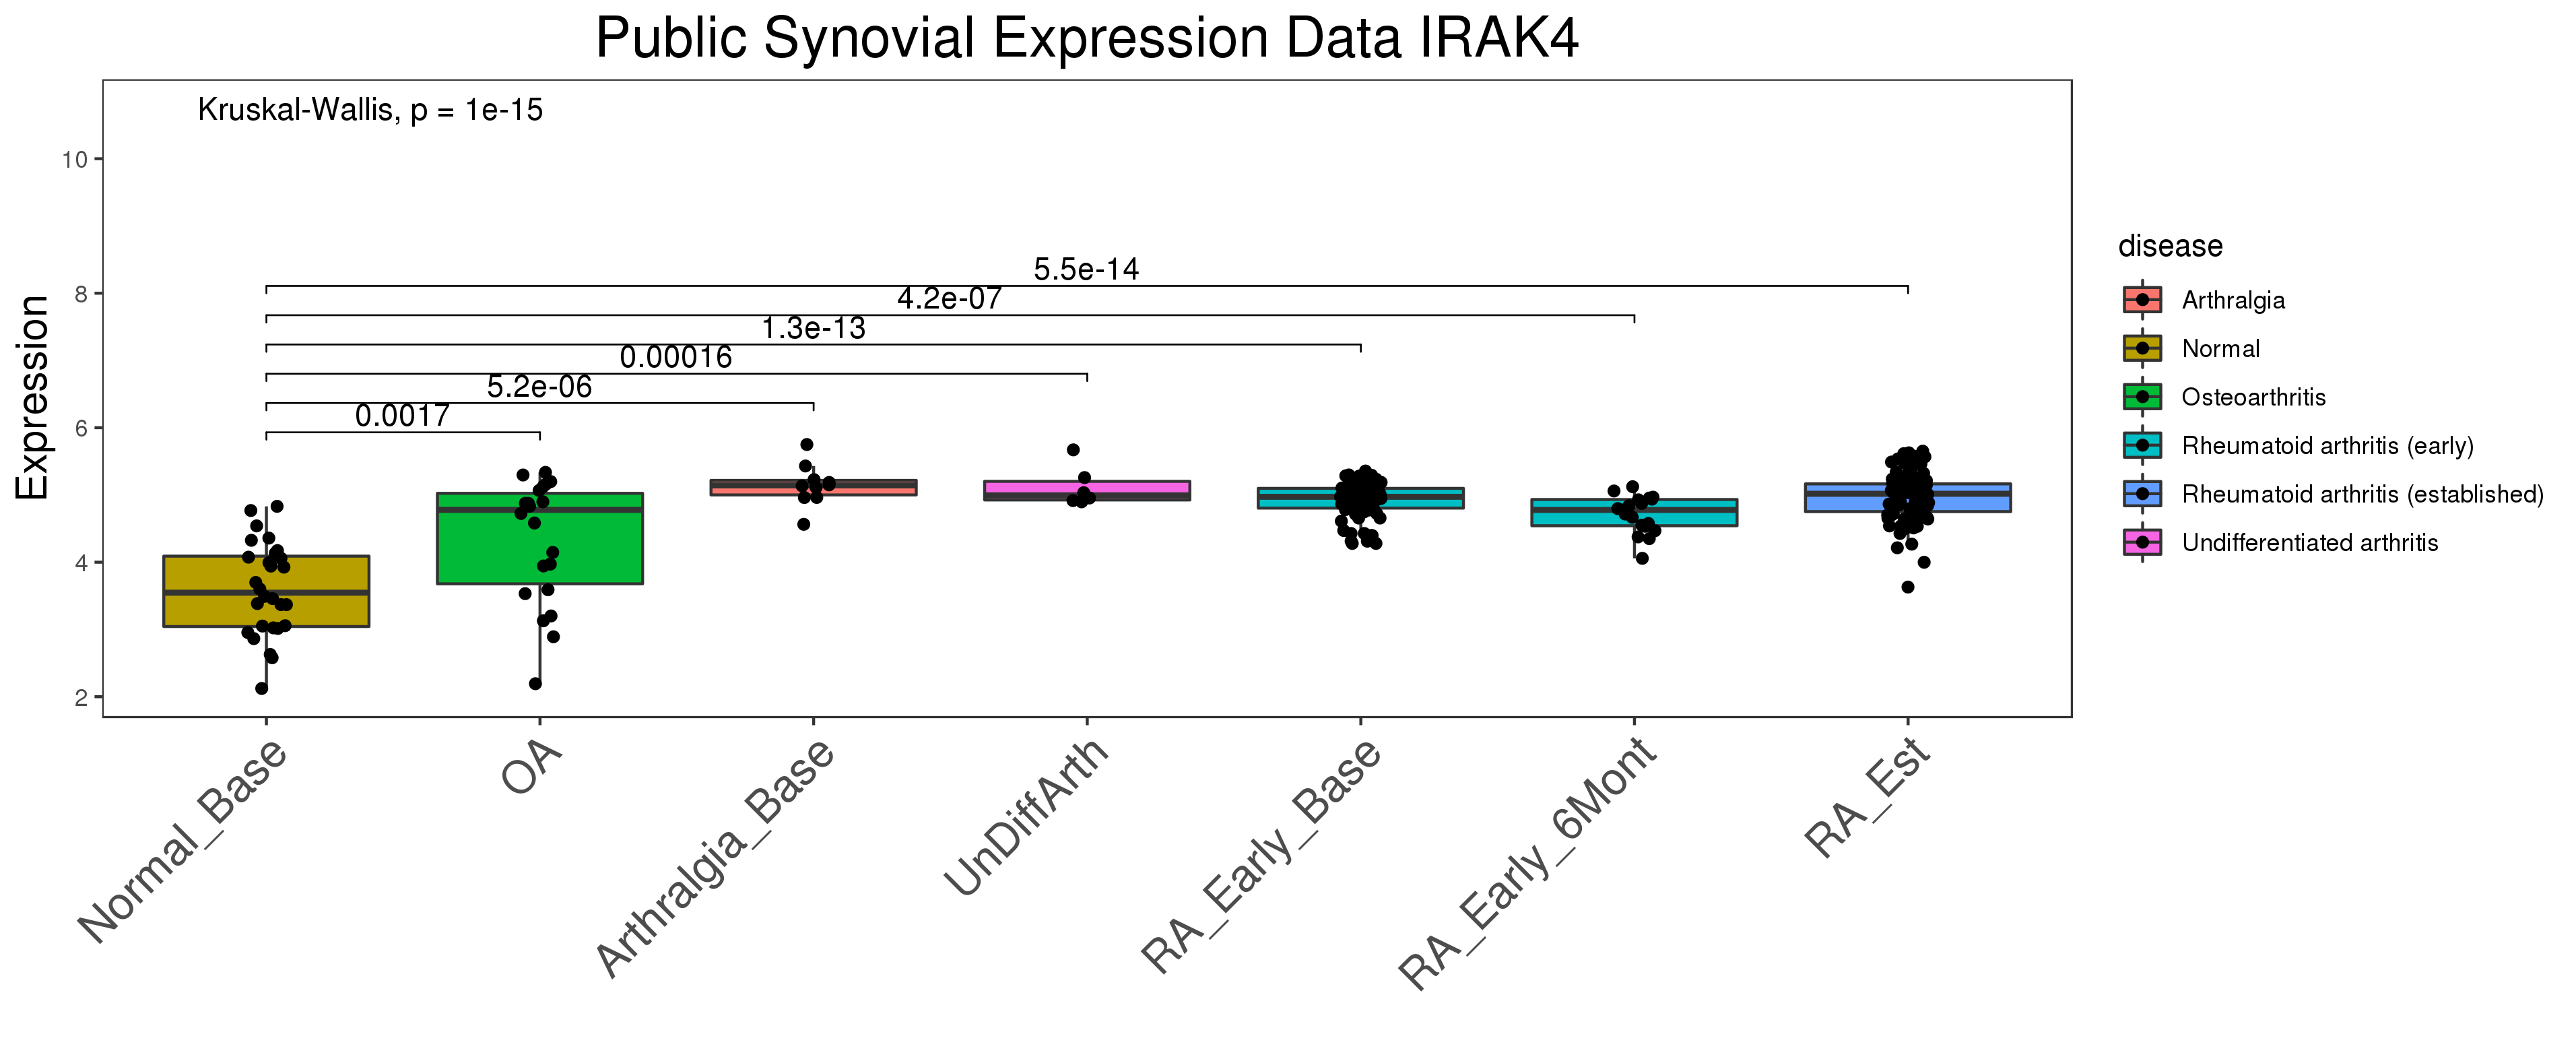 Public Synovial Expression Data IRAK4
Kruskal-Wallis, p = 1e-15
Expression
10
8
6
4
2
5.5e-14
4.2e-07
1.3e-13
0.00016
5.2e-06
0.0017
Normal_Base
OA
Arthralgia_Base
UnDiffArth
RA_Early_Base
RA_Early_6Mont
RA_Est
disease
Arthralgia
Normal
Osteoarthritis
Rheumatoid arthritis (early)
Rheumatoid arthritis (established)
Undifferentiated arthritis